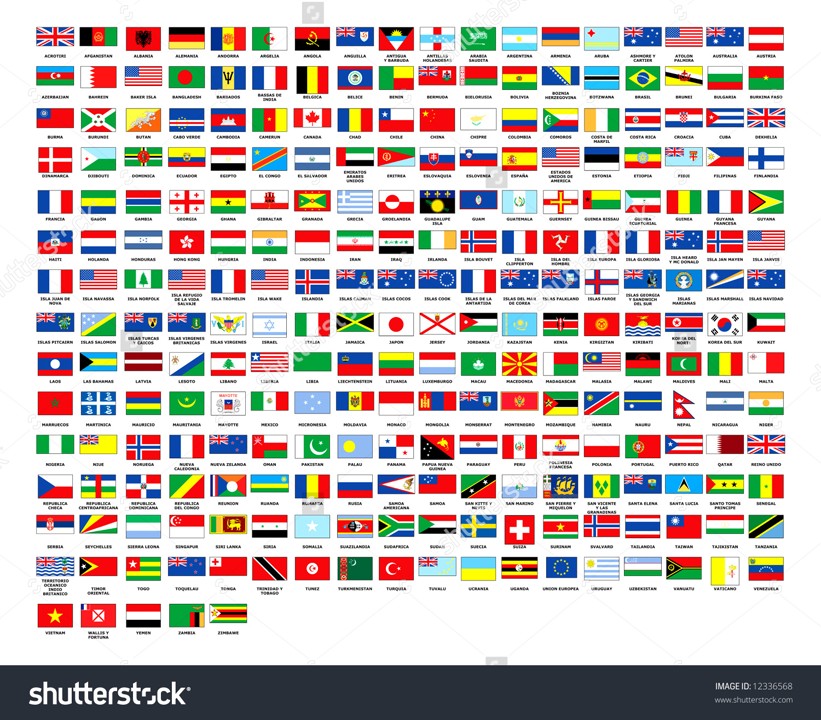 ACROTIRI AFGANISTAN ALBANIA ALEMANIA ANDORRA ARGELIA ANGOLA ANGUILLA ANTIGUA Y BARBUDA ANTILLAS HOLANDESAS ARABIA SAUDITA ARGENTINA ARMENIA ARUBA ASHMORE Y CARTIER ATOLON PALMIRA AUSTRALIA AUSTRIA
AZERBAIJAN BAHREIN BAKER ISLA BANGLADESH BARBADOS BASSAS DE INDIA BELGICA BELICE BENIN BERMUDAS BIELORUSIA BOLIVIA BOZNIA HERZEGOVINA BOTZWANA BRASIL BRUNEI BULGARIA BURKINA FASO
BURMA BURUNDI BUTAN CABO VERDE CAMBODIA CAMERUN CANADA CHAD CHILE CHINA CHIPRE COLOMBIA COMOROS COSTA DE MARFIL COSTA RICA CROACIA CUBA DEKHELIA
DINAMARCA DJIBOUTI DOMINICA ECUADOR EGIPTO EL CONGO EL SALVADOR EMIRATOS ARABES UNIDOS ERITREA ESLOVAQUIA ESLOVENIA ESPAÑA ESTADOS UNIDOS DE AMERICA ESTONIA ETIOPIA FIDJI FILIPINAS FINLANDIA
FRANCIA GABON GAMBIA GEORGIA GHANA GIBRALTAR GRANADA GRECIA GROELANDIA GUADALUPE ISLA GUAM GUATEMALA GUERNSEY GUINEA BISSAU GUINEA ECUATORIAL GUINEA GUYANA FRANCESA GUYANA
HAITI HOLANDA HONDURAS HONG KONG HUNGRIA INDIA INDONESIA IRAN IRAQ IRLANDA ISLA BOUVET ISLA CLIPPERTON ISLA DEL HOMBRE ISLA EUROPA ISLA GLORIOSA ISLA HEARD Y MC DONALD ISLA JAN MAYEN ISLA JARVIS
ISLA JUAN DE NOVA ISLA NAVASSA ISLA NORFOLK ISLA REFUGIO DE LA VIDA SALVAJE ISLA TROMELIN ISLA WAKE ISLANDIA ISLAS CAIMAN ISLAS COCOS ISLAS COOK ISLAS DE LA ANTARTIDA ISLAS DEL MAR DE COREA ISLAS FALKLAND ISLAS FAROE ISLAS GEORGIA Y SANDWICH DEL SUR ISLAS MARIANAS ISLAS MARSHALL ISLAS NAVIDAD
ISLAS PITCAIRN ISLAS SALOMON ISLAS TURCAS Y CAICOS ISLAS VIRGENES BRITANICAS ISLAS VIRGENES ISRAEL ITALIA JAMAICA JAPON JERSEY JORDANIA KAZAJSTAN KENIA KIRGIZTAN KIRIBATI KOREA DEL NORTE KOREA DEL SUR KUWAIT
LAOS LAS BAHAMAS LATVIA LESOTO LIBANO LIBERIA LIBIA LIECHTENSTEIN LITUANIA LUXEMBURGO MACAU MACEDONIA MADAGASCAR MALASIA MALAWI MALDIVES MALI MALTA
MARRUECOS MARTINICA MAURICIO MAURITANIA MAYOTTE MEXICO MICRONESIA MOLDAVIA MONACO MONGOLIA MONTSERRAT MONTENEGRO MOZAMBIQUE NAMIBIA NAURU NEPAL NICARAGUA NIGER
NIGERIA NIUE NORUEGA NUEVA CALEDONIA NUEVA ZELANDA OMAN PAKISTAN PALAU PANAMA PAPUA NUEVA GUINEA PARAGUAY PERU POLINESIA FRANCESA POLONIA PORTUGAL PUERTO RICO QATAR REINO UNIDO
REPUBLICA CHECA REPUBLICA CENTROAFRICANA REPUBLICA DOMINICANA REPUBLICA DEL CONGO REUNION RUANDA RUMANIA RUSIA SAMOA AMERICANA SAMOA SAN KITTS Y NEVIS SAN MARINO SAN PIERRE Y MIQUELON SAN VICENTE Y LAS GRANADINAS SANTA ELENA SANTA LUCIA SANTO TOMAS PRINCIPE SENEGAL
SERBIA SEYCHELLES SIERRA LEONA SINGAPUR SIRI LANKA SIRIA SOMALIA SUAZILANDIA SUDAFRICA SUDAN SUECIA SUIZA SURINAM SVALVARD TAILANDIA TAIWAN TAJIKISTAN TANZANIA
TERRITORIO OCEANICO INDIO BRITANICO TIMOR ORIENTAL TOGO TOQUELAU TONGA TRINIDAD Y TOBAGO TUNEZ TURKMENISTAN TURQUIA TUVALU UCRANIA UGANDA UNION EUROPEA URUGUAY UZBEKISTAN VANUATU VATICANO VENEZUELA
VIETNAM WALLIS Y FORTUNA YEMEN ZAMBIA ZIMBAWE
shutterstock
IMAGE ID: 12336568
www.shutterstock.com